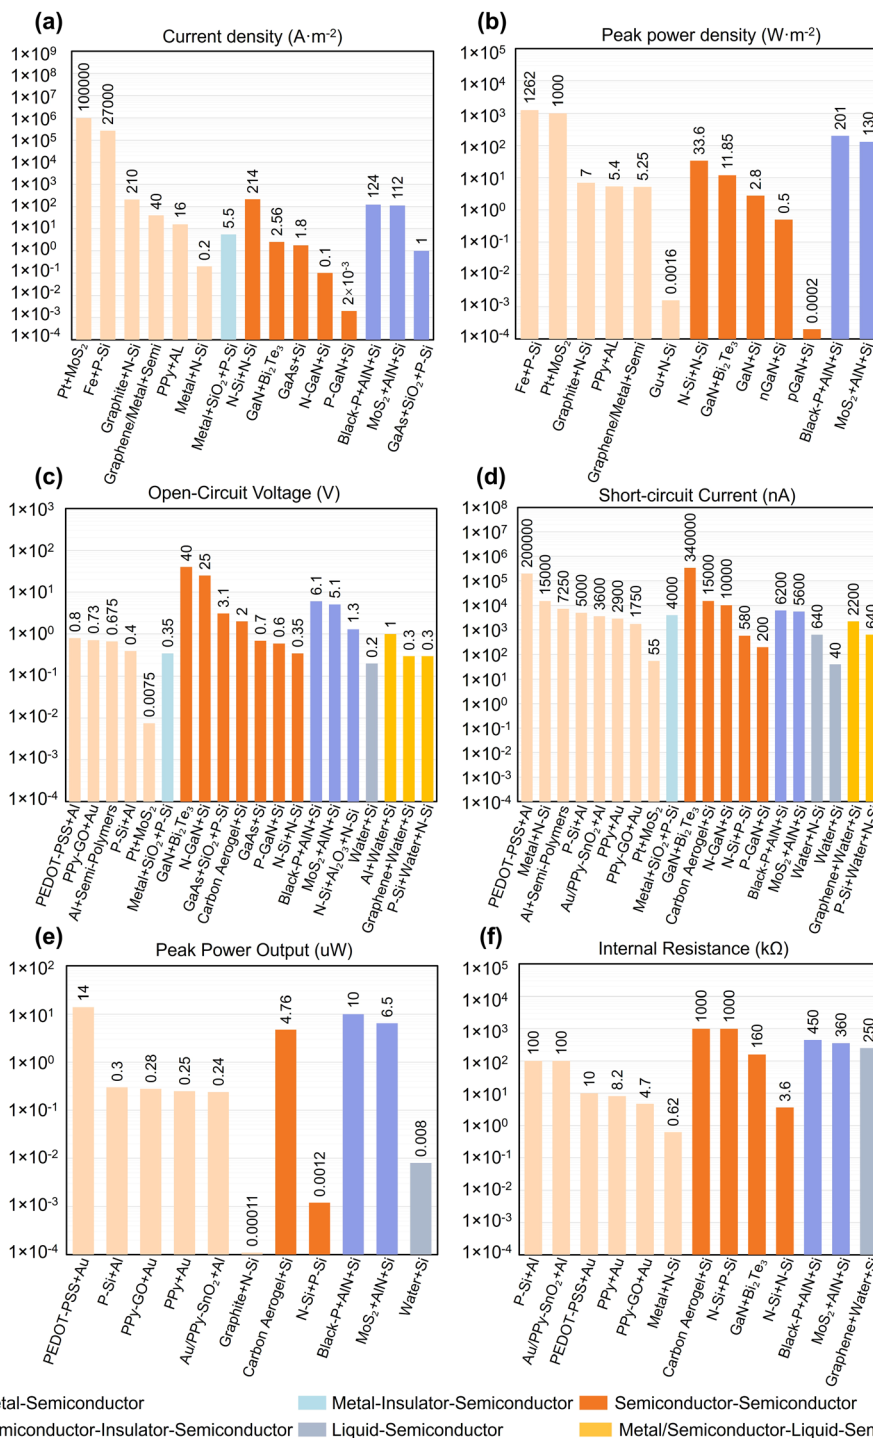 (a)
Current density (A·m-2)
1×10⁹
1×10⁸
1×10⁷
1×10⁶
1×10⁵
1×10⁴
1×10³
1×10²
1×10¹
1×10⁰
1×10⁻¹
1×10⁻²
1×10⁻³
1×10⁻⁴
100000
27000
210
40
16
0.2
5.5
214
2.56
1.8
0.1
2×10⁻³
124
112
1
Pt+MoS₂
Fe+P-Si
Graphite+N-Si
Graphene/Metal+Semi
PPy+AL
Metal+N-Si
Metal+SiO₂+P-Si
N-Si+N-Si
GaN+Bi₂Te₃
GaAs+Si
N-GaN+Si
P-GaN+Si
Black-P+AlN+Si
MoS₂+AlN+Si
GaAs+SiO₂+P-Si
(b)
Peak power density (W·m-2)
1×10⁵
1×10⁴
1×10³
1×10²
1×10¹
1×10⁰
1×10⁻¹
1×10⁻²
1×10⁻³
1×10⁻⁴
1262
1000
7
5.4
5.25
0.0016
33.6
11.85
2.8
0.5
0.0002
201
130
Fe+P-Si
Pt+MoS₂
Graphite+N-Si
PPy+AL
Graphene/Metal+Semi
Gu+N-Si
N-Si+N-Si
GaN+Bi₂Te₃
GaN+Si
nGaN+Si
pGaN+Si
Black-P+AlN+Si
MoS₂+AlN+Si
(c)
Open-Circuit Voltage (V)
1×10³
1×10²
1×10¹
1×10⁰
1×10⁻¹
1×10⁻²
1×10⁻³
1×10⁻⁴
0.8
0.73
0.675
0.4
0.0075
0.35
40
25
3.1
2
0.7
0.6
0.35
6.1
5.1
1.3
0.2
1
0.3
0.3
PEDOT-PSS+Al
PPy-GO+Au
Al+Semi-Polymers
P-Si+Al
Pt+MoS₂
Metal+SiO₂+P-Si
GaN+Bi₂Te₃
N-GaN+Si
GaAs+SiO₂+P-Si
Carbon Aerogel+Si
GaAs+Si
P-GaN+Si
N-Si+N-Si
Black-P+AlN+Si
MoS₂+AlN+Si
N-Si+Al₂O₃+N-Si
Water+Si
Al+Water+Si
Graphene+Water+Si
P-Si+Water+N-Si
(d)
Short-circuit Current (nA)
1×10⁸
1×10⁷
1×10⁶
1×10⁵
1×10⁴
1×10³
1×10²
1×10¹
1×10⁰
1×10⁻¹
1×10⁻²
1×10⁻³
1×10⁻⁴
200000
15000
7250
5000
3600
2900
1750
55
4000
340000
15000
10000
580
200
6200
5600
640
40
2200
640
PEDOT-PSS+Al
Metal+N-Si
Al+Semi-Polymers
P-Si+Al
Au/PPy-SnO₂+Al
PPy+Au
PPy-GO+Au
Pt+MoS₂
Metal+SiO₂+P-Si
GaN+Bi₂Te₃
Carbon Aerogel+Si
N-GaN+Si
N-Si+P-Si
P-GaN+Si
Black-P+AlN+Si
MoS₂+AlN+Si
Water+N-Si
Water+Si
Graphene+Water+Si
P-Si+Water+N-Si
(e)
Peak Power Output (uW)
1×10²
1×10¹
1×10⁰
1×10⁻¹
1×10⁻²
1×10⁻³
1×10⁻⁴
14
0.3
0.28
0.25
0.24
0.00011
4.76
0.0012
10
6.5
0.008
PEDOT-PSS+Au
P-Si+Al
PPy-GO+Au
PPy+Au
Au/PPy-SnO₂+Al
Graphite+N-Si
Carbon Aerogel+Si
N-Si+P-Si
Black-P+AlN+Si
MoS₂+AlN+Si
Water+Si
(f)
Internal Resistance (kΩ)
1×10⁵
1×10⁴
1×10³
1×10²
1×10¹
1×10⁰
1×10⁻¹
1×10⁻²
1×10⁻³
1×10⁻⁴
100
100
10
8.2
4.7
0.62
1000
1000
160
3.6
450
360
250
P-Si+Al
Au/PPy-SnO₂+Al
PEDOT-PSS+Au
PPy+Au
PPy-GO+Au
Metal+N-Si
Carbon Aerogel+Si
N-Si+P-Si
GaN+Bi₂Te₃
N-Si+N-Si
Black-P+AlN+Si
MoS₂+AlN+Si
Graphene+Water+Si
etal-Semiconductor
Metal-Insulator-Semiconductor
Semiconductor-Semiconductor
miconductor-Insulator-Semiconductor
Liquid-Semiconductor
Metal/Semiconductor-Liquid-Sem